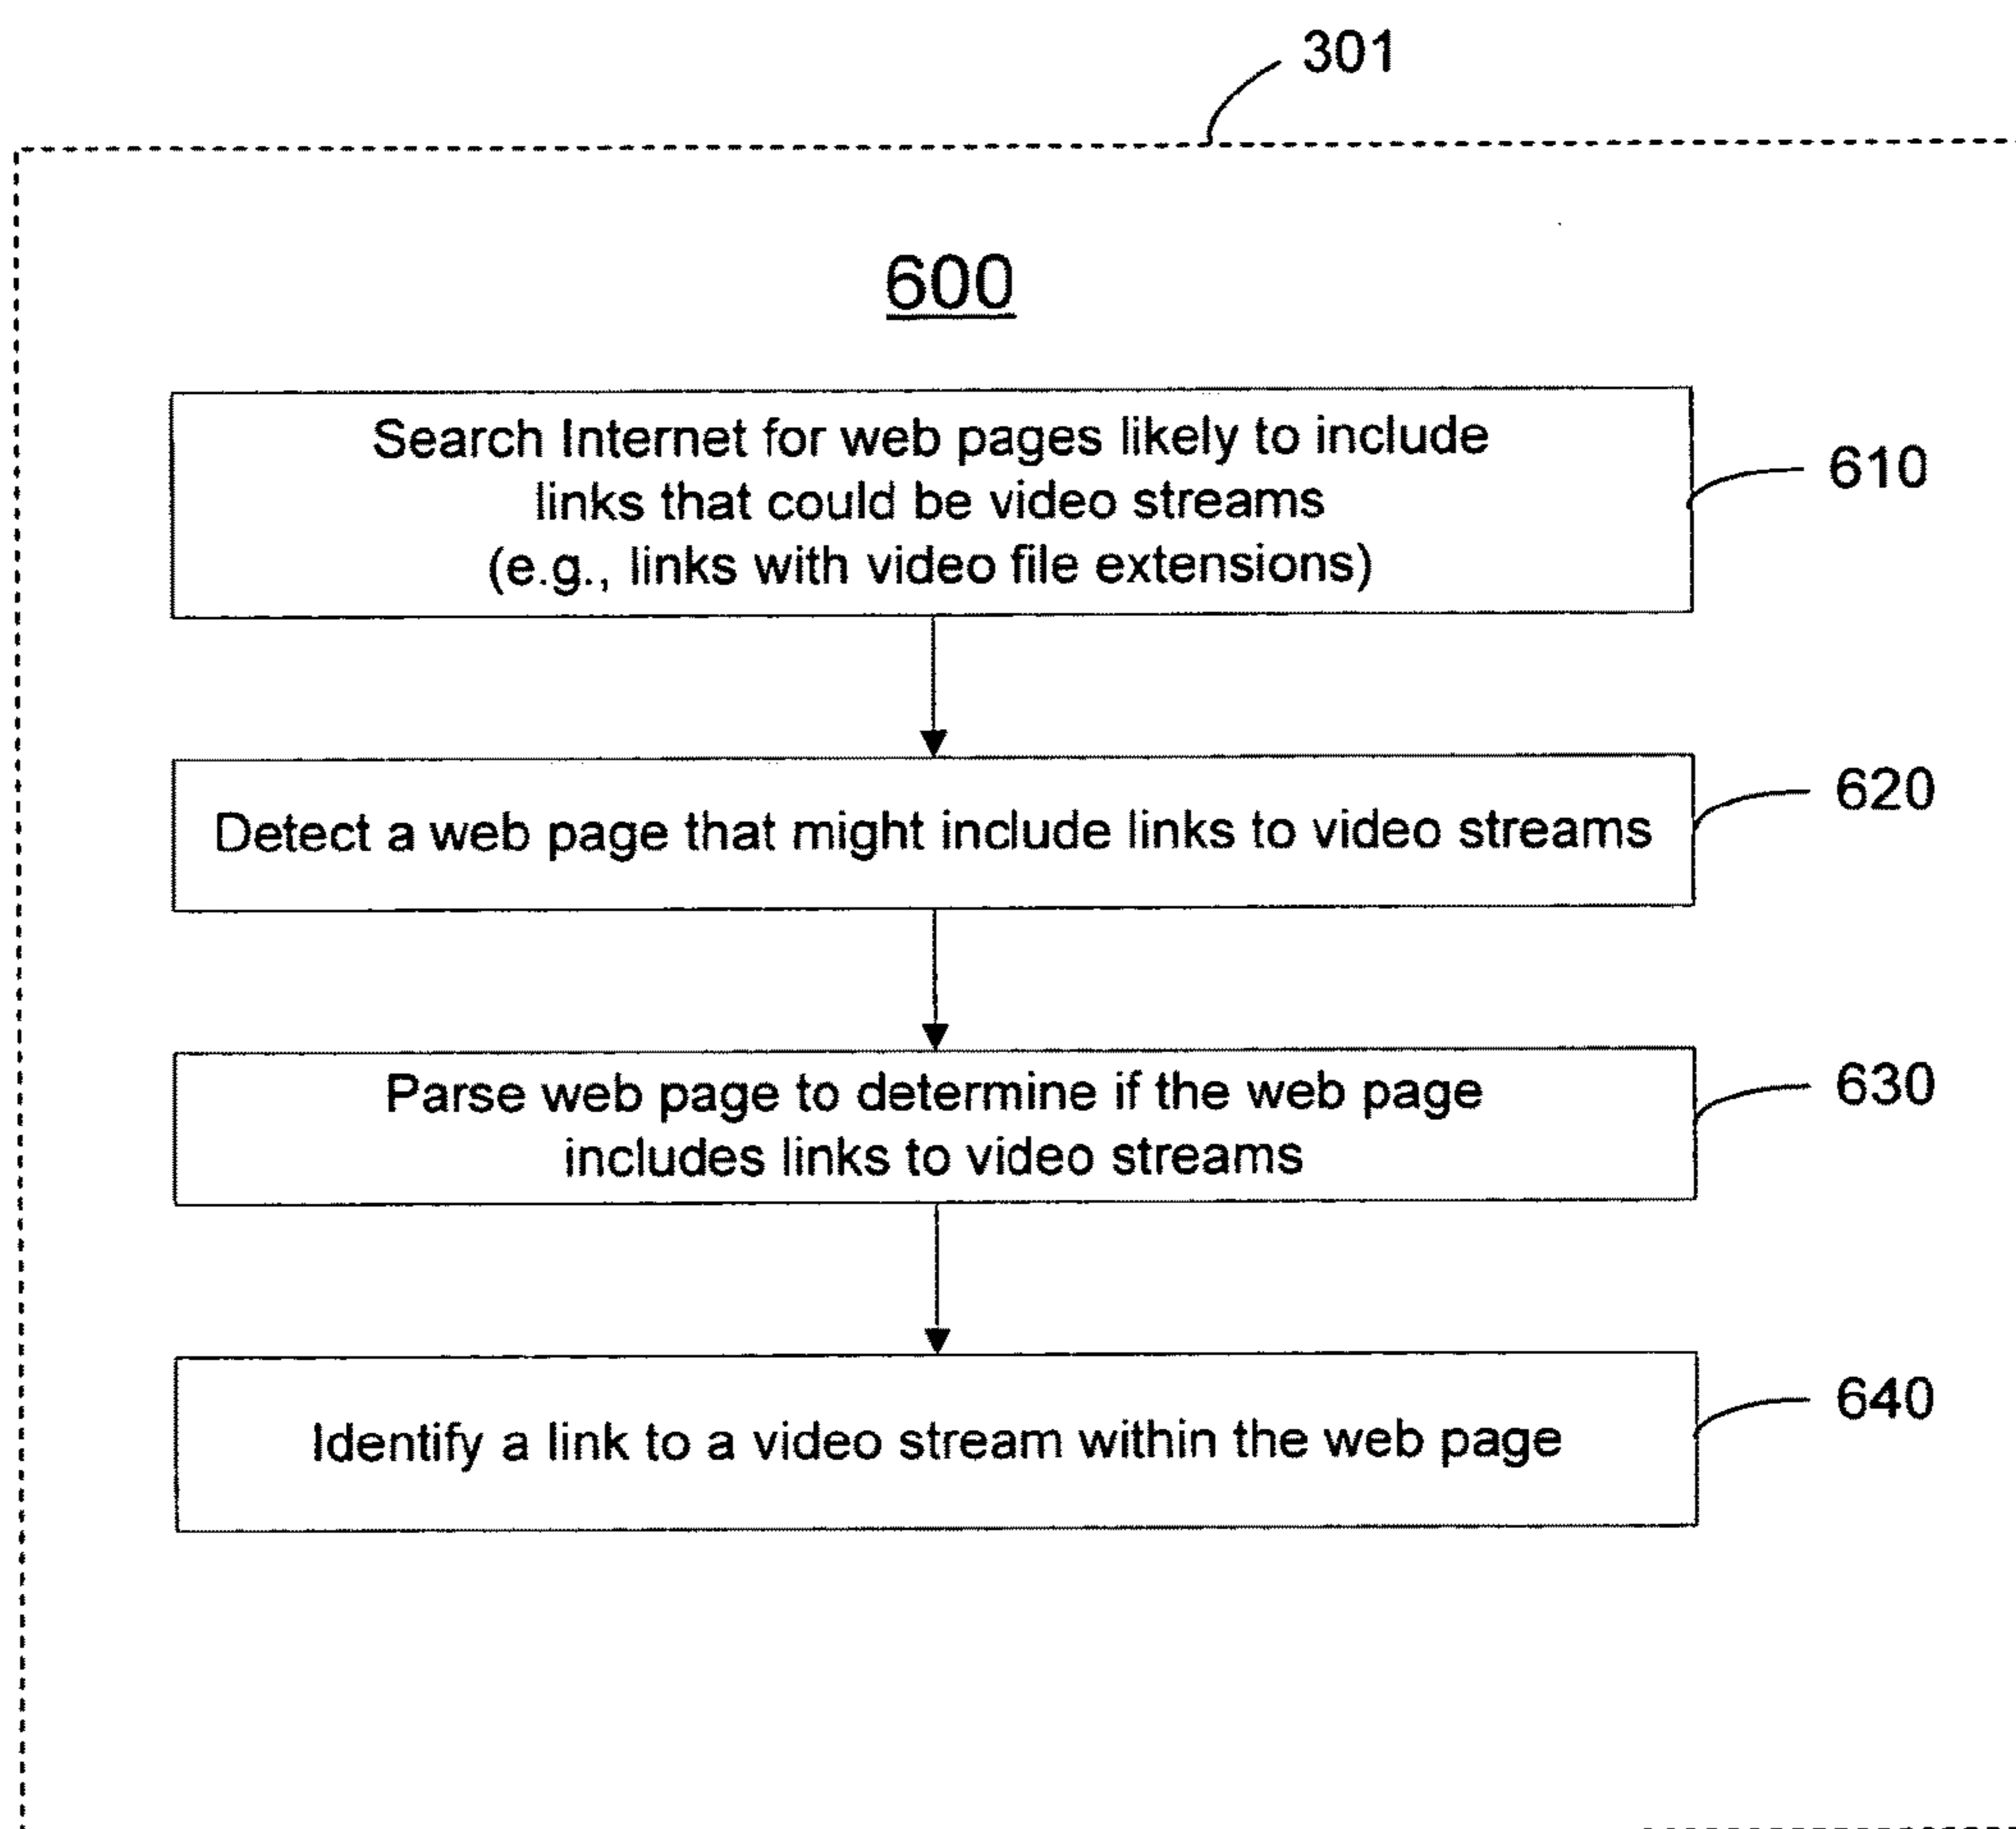 301
600
Search Internet for web pages likely to include
links that could be video streams
(e.g., links with video file extensions)
610
Detect a web page that might include links to video streams
620
Parse web page to determine if the web page
includes links to video streams
630
Identify a link to a video stream within the web page
640